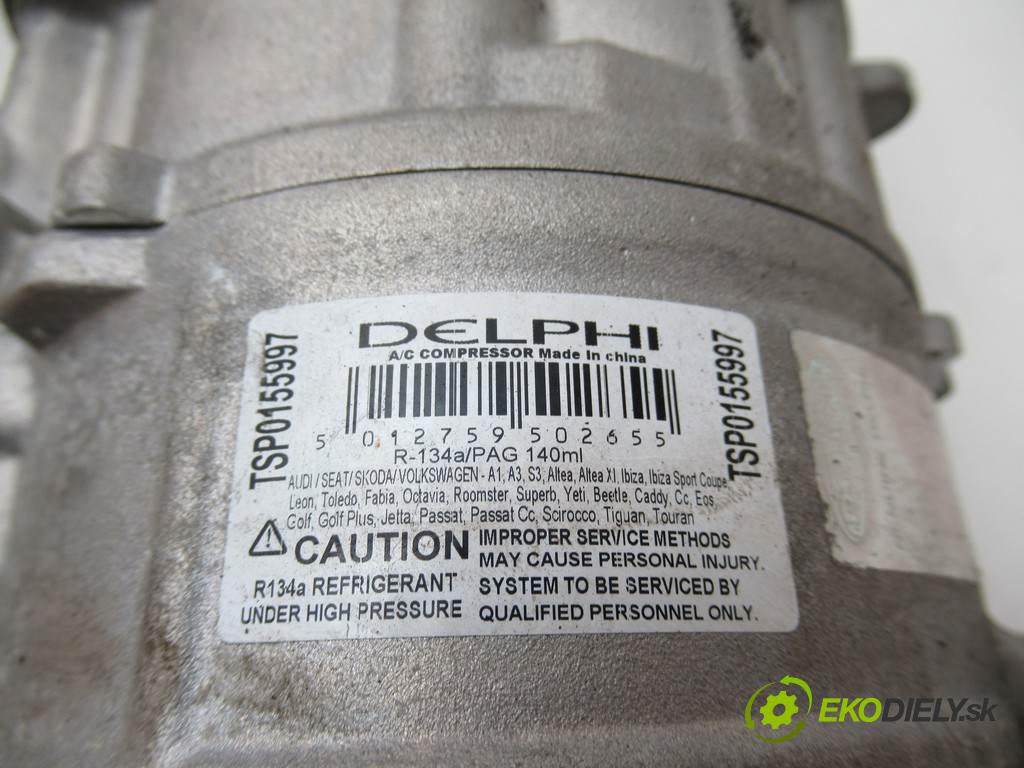 DELPHI
A/C COMPRESSOR Made in china
TSP0155997
TSP0155997
5 012759 502655
R-134a/PAG 140ml
AUDI / SEAT/ SKODA/ VOLKSWAGEN - A1, A3, S3, Altea, Altea Xl, Ibiza, Ibiza Sport Coupe
Leon, Toledo, Fabia, Octavia, Roomster, Superb, Yeti, Beetle, Caddy, Cc, Eos
Golf, Golf Plus, Jetta, Passat, Passat Cc, Scirocco, Tiguan, Touran
CAUTION
IMPROPER SERVICE METHODS
MAY CAUSE PERSONAL INJURY.
R134a REFRIGERANT
UNDER HIGH PRESSURE
SYSTEM TO BE SERVICED BY
QUALIFIED PERSONNEL ONLY.
EKODIELY.sk